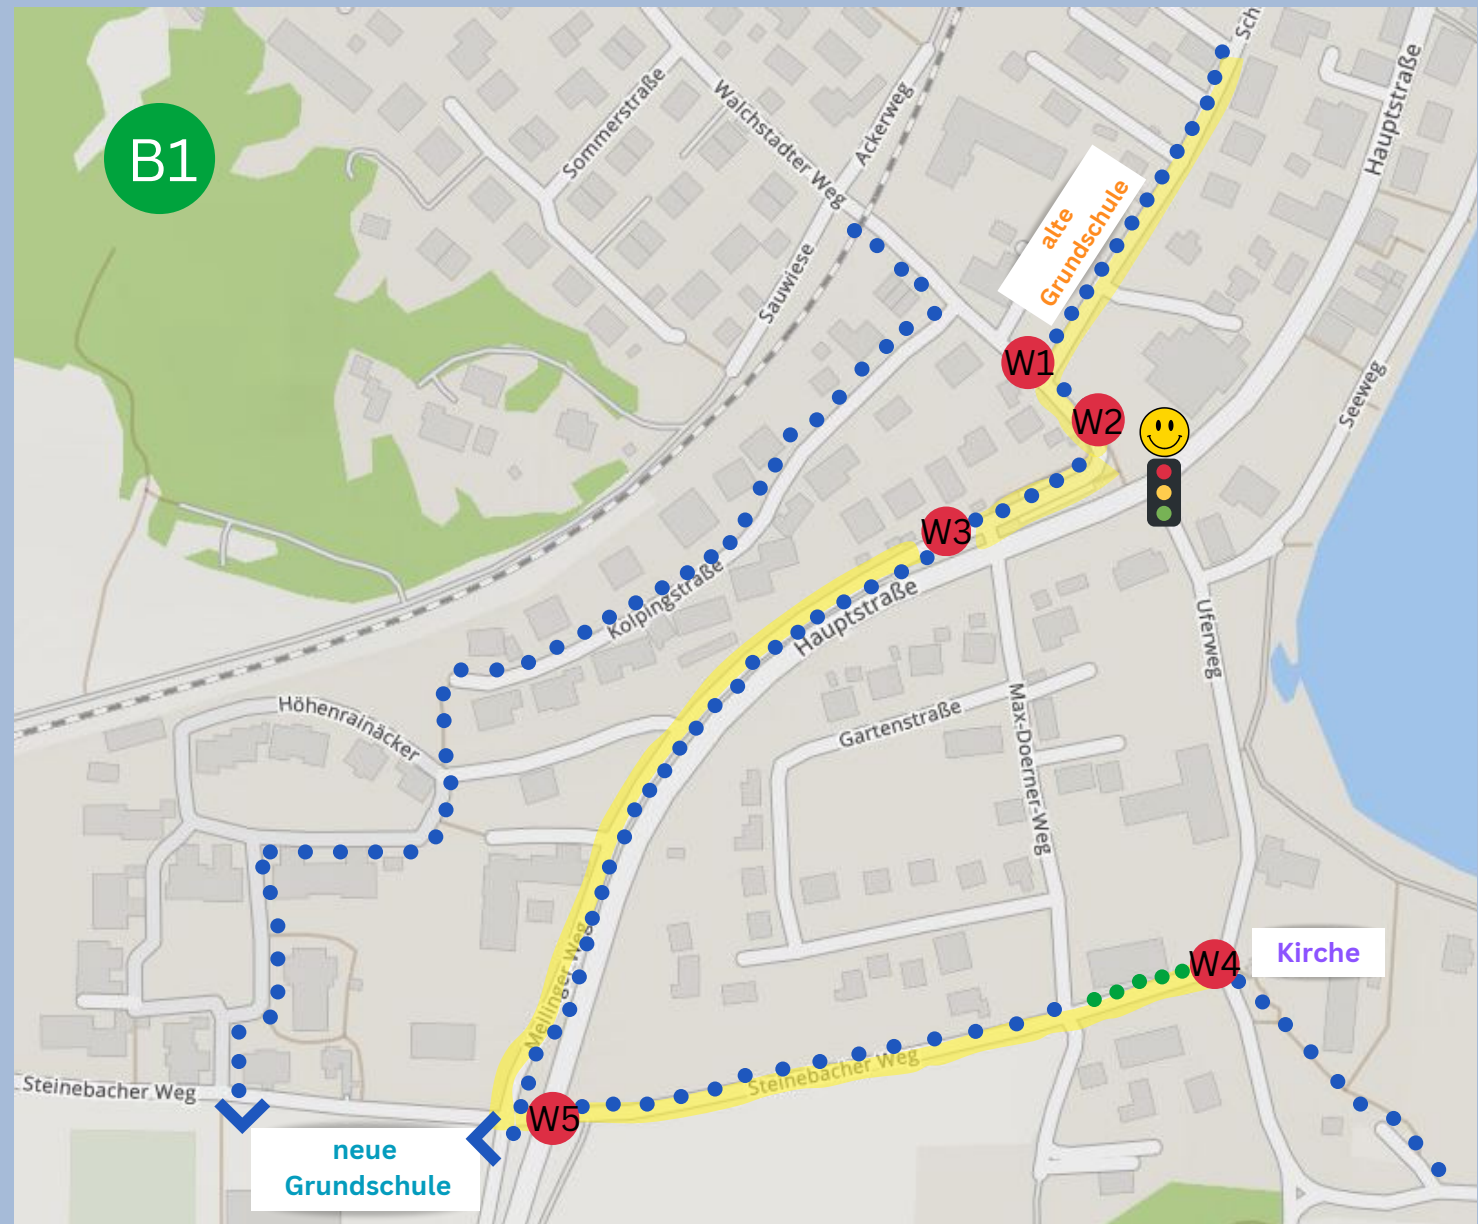 Sch
Hauptstraße
B1
Sommerstraße
Walchstadter Weg
Ackerweg
alte
Grundschule
Sauwiese
W1
Seeweg
W2
W3
Kolpingstraße
Hauptstraße
Uferweg
Höhenrainäcker
Gartenstraße
Max-Doerner-Weg
Meilinger Weg
W4
Kirche
Steinebacher Weg
Steinebacher Weg
W5
neue
Grundschule